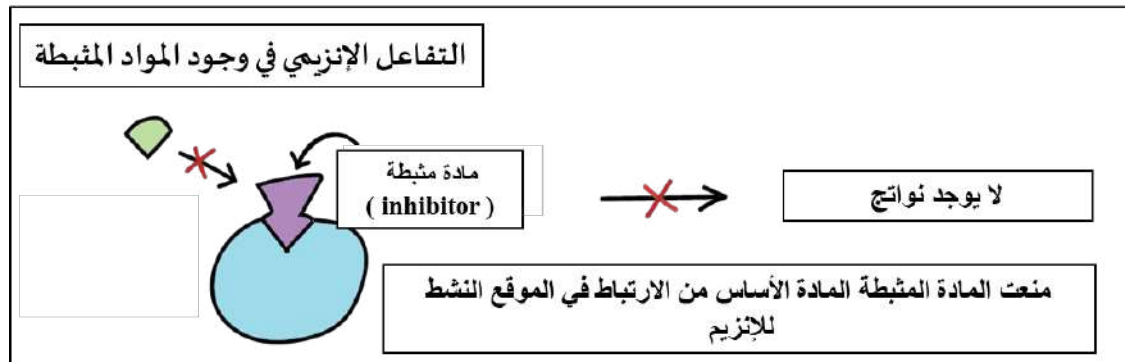 التفاعل الإنزيمي في وجود المواد المثبطة
مادة مثبطة
( inhibitor )
لا يوجد نواتج
منعت المادة المثبطة المادة الأساس من الارتباط في الموقع النشط
للإنزيم